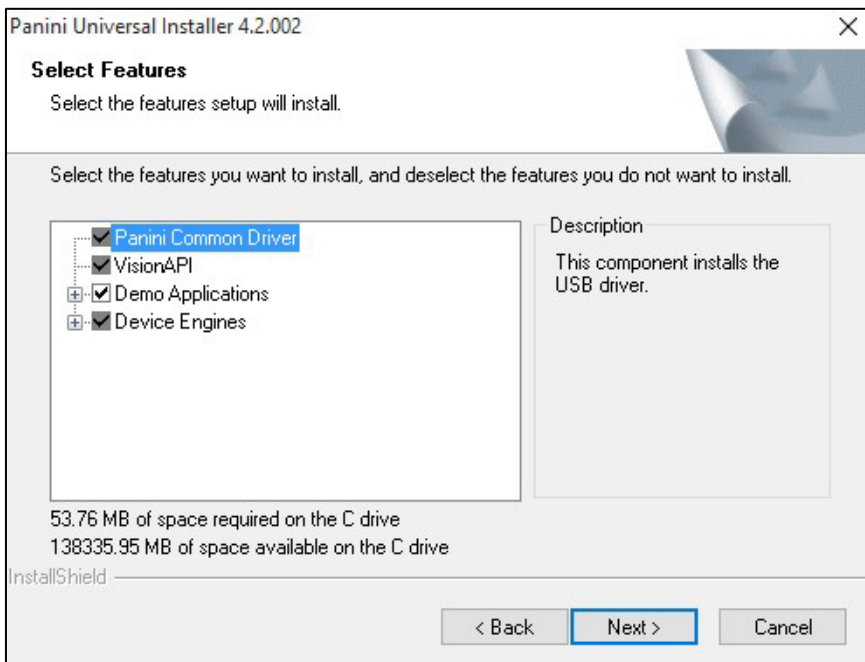 Panini Universal Installer 4.2.002
Select Features
Select the features setup will install.
Select the features you want to install, and deselect the features you do not want to install.
Panini Common Driver
VisionAPI
Demo Applications
Device Engines
Description
This component installs the
USB driver.
53.76 MB of space required on the C drive
138335.95 MB of space available on the C drive
InstallShield
< Back
Next >
Cancel